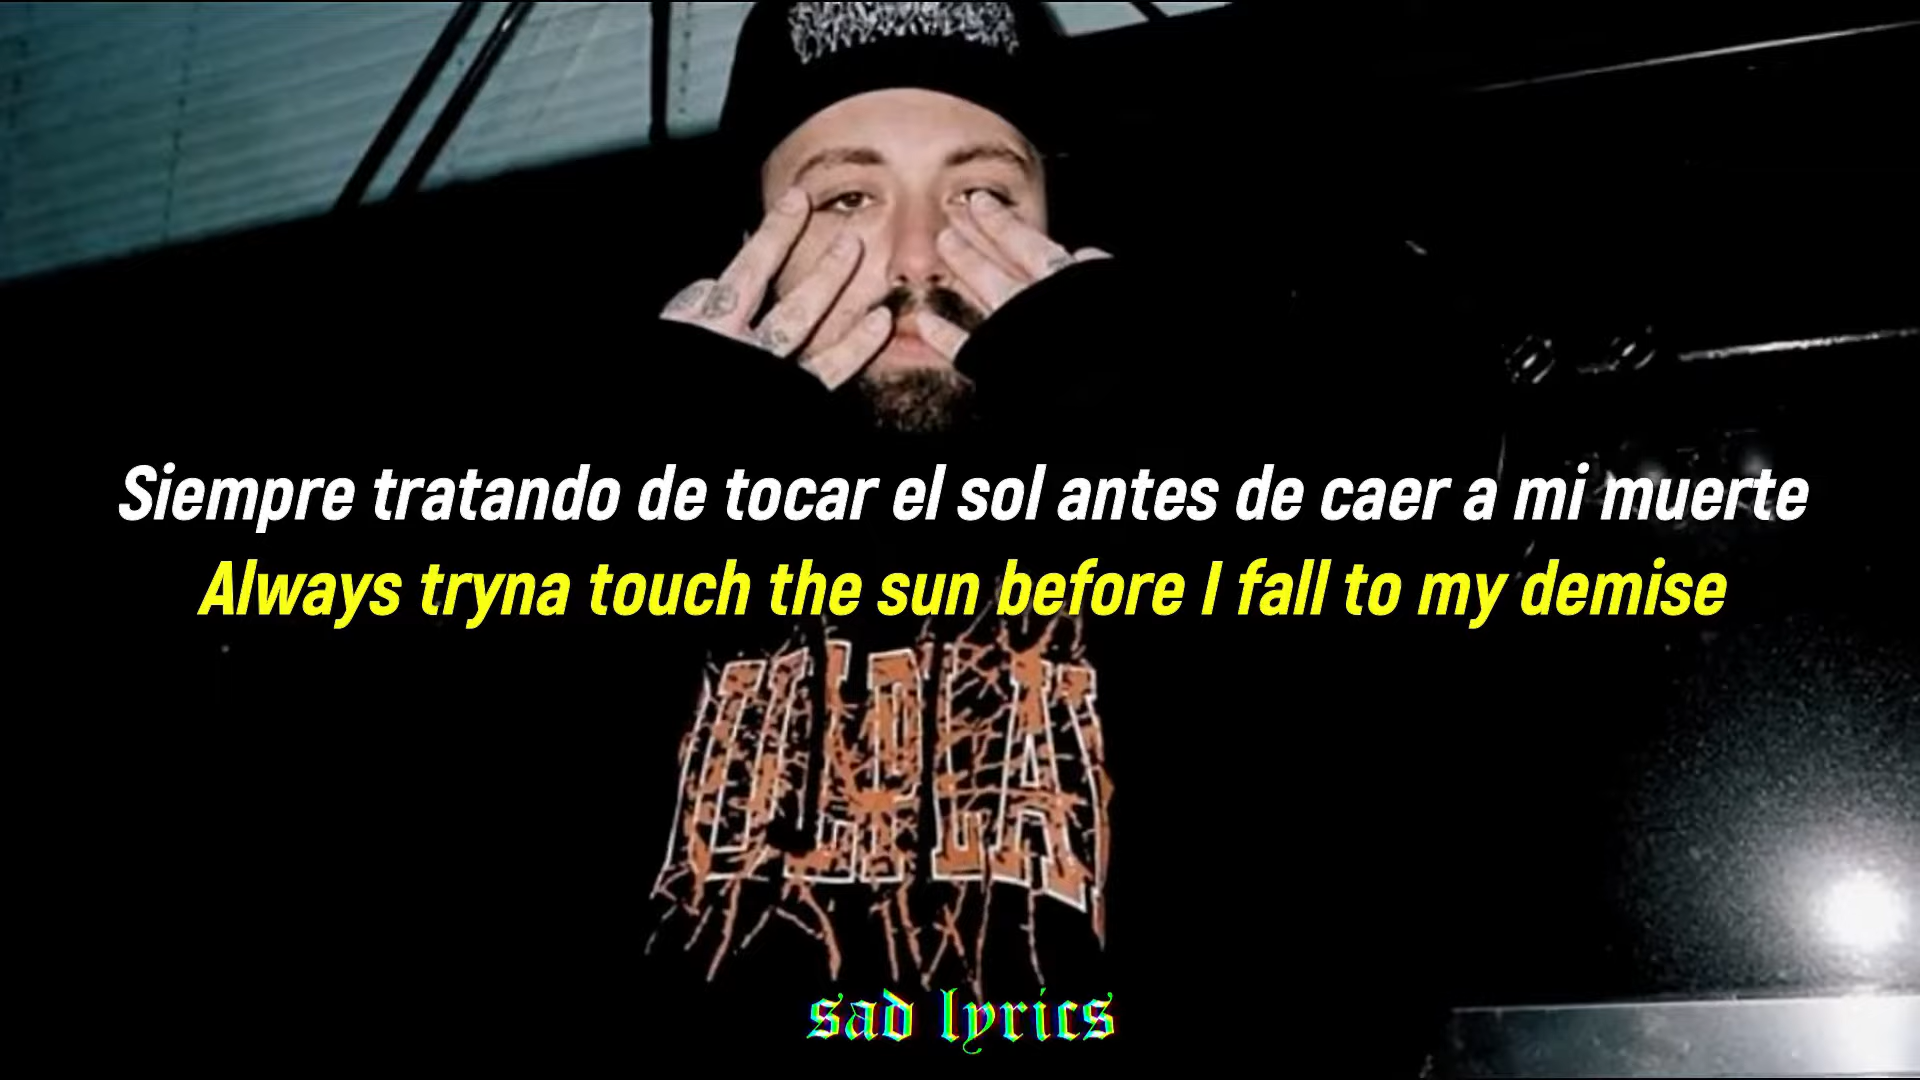 Siempre tratando de tocar el sol antes de caer a mi muerte
Always tryna touch the sun before I fall to my demise
sad lyrics